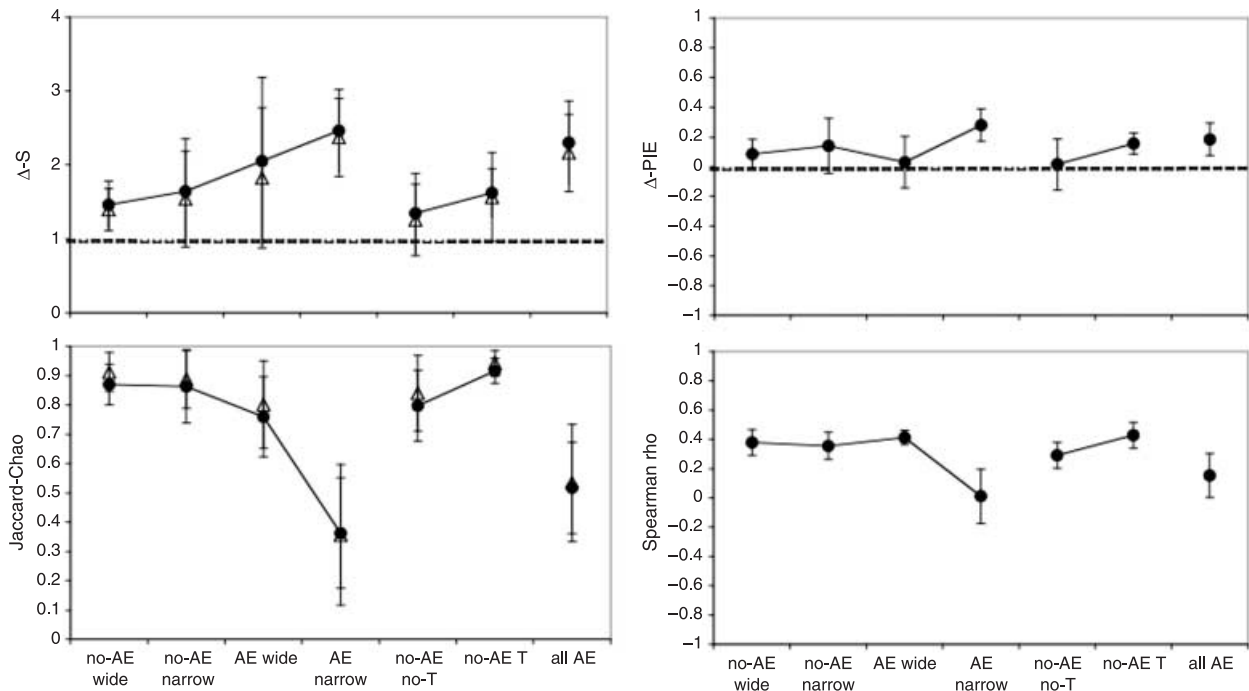 Δ-S
4
3
2
1
0
Δ-PIE
1
0.8
0.6
0.4
0.2
0
−0.2
−0.4
−0.6
−0.8
−1
Jaccard-Chao
1
0.9
0.8
0.7
0.6
0.5
0.4
0.3
0.2
0.1
0
no-AE
wide
no-AE
narrow
AE wide
AE
narrow
no-AE
no-T
no-AE T
all AE
Spearman rho
1
0.8
0.6
0.4
0.2
0
−0.2
−0.4
−0.6
−0.8
−1
no-AE
wide
no-AE
narrow
AE wide
AE
narrow
no-AE
no-T
no-AE T
all AE